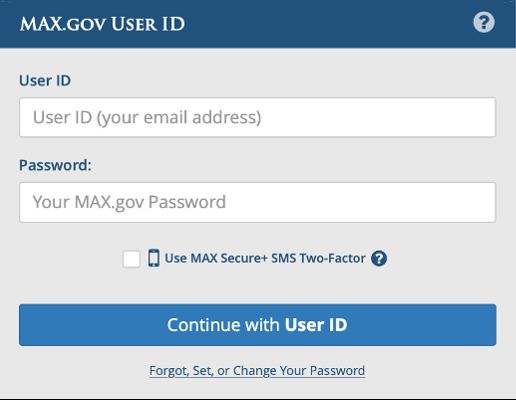 MAX.gov User ID ?
User ID
User ID (your email address)
Password:
Your MAX.gov Password
Use MAX Secure+ SMS Two-Factor ?
Continue with User ID
Forgot, Set, or Change Your Password